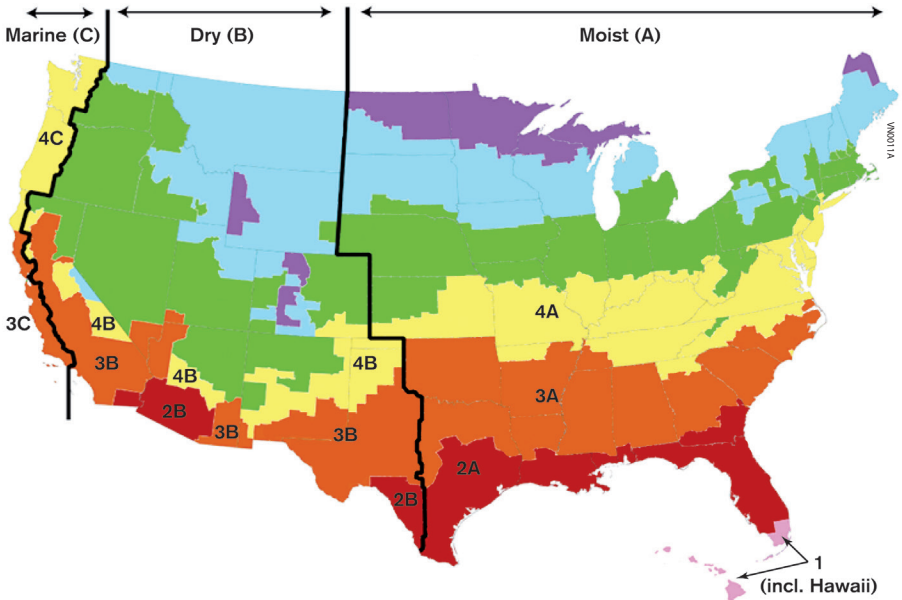 Marine (C)
Dry (B)
Moist (A)
VN0011A
4C
3C
4B
3B
4B
2B
3B
3B
4B
2B
4A
3A
2A
1
(incl. Hawaii)